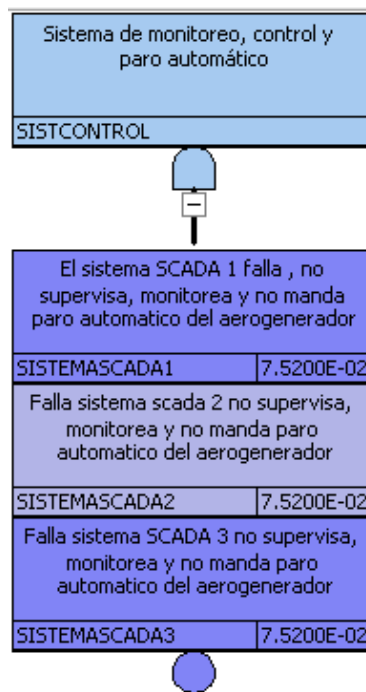 Sistema de monitoreo, control y
paro automático
SISTCONTROL
El sistema SCADA 1 falla , no
supervisa, monitorea y no manda
paro automatico del aerogenerador
SISTEMASCADA1 7.5200E-02
Falla sistema scada 2 no supervisa,
monitorea y no manda paro
automatico del aerogenerador
SISTEMASCADA2 7.5200E-02
Falla sistema SCADA 3 no supervisa,
monitorea y no manda paro
automatico del aerogenerador
SISTEMASCADA3 7.5200E-02